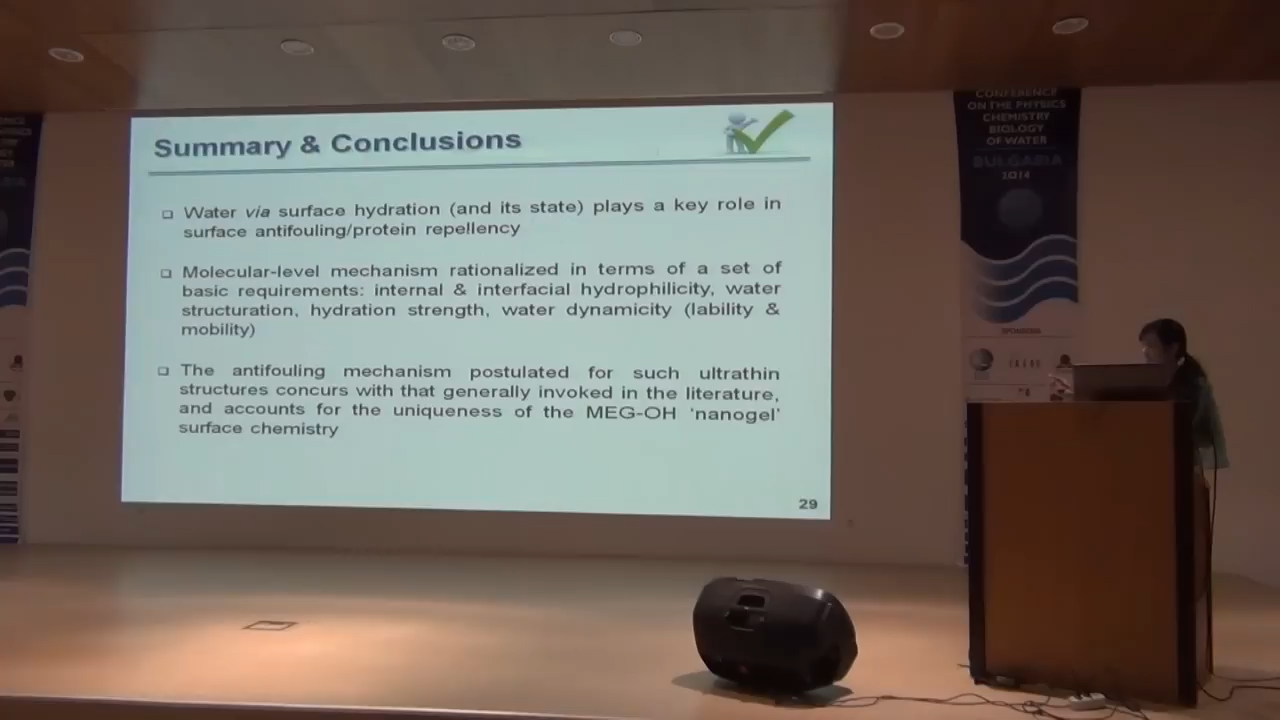 Summary & Conclusions
Water via surface hydration (and its state) plays a key role in
surface antifouling/protein repellency
Molecular-level mechanism rationalized in terms of a set of
basic requirements: internal & interfacial hydrophilicity, water
structuration, hydration strength, water dynamicity (lability &
mobility)
The antifouling mechanism postulated for such ultrathin
structures concurs with that generally invoked in the literature,
and accounts for the uniqueness of the MEG-OH ‘nanogel’
surface chemistry
29
CONFERENCE
ON THE PHYSICS
CHEMISTRY
BIOLOGY
OF WATER
BULGARIA
2014
SPONSORS